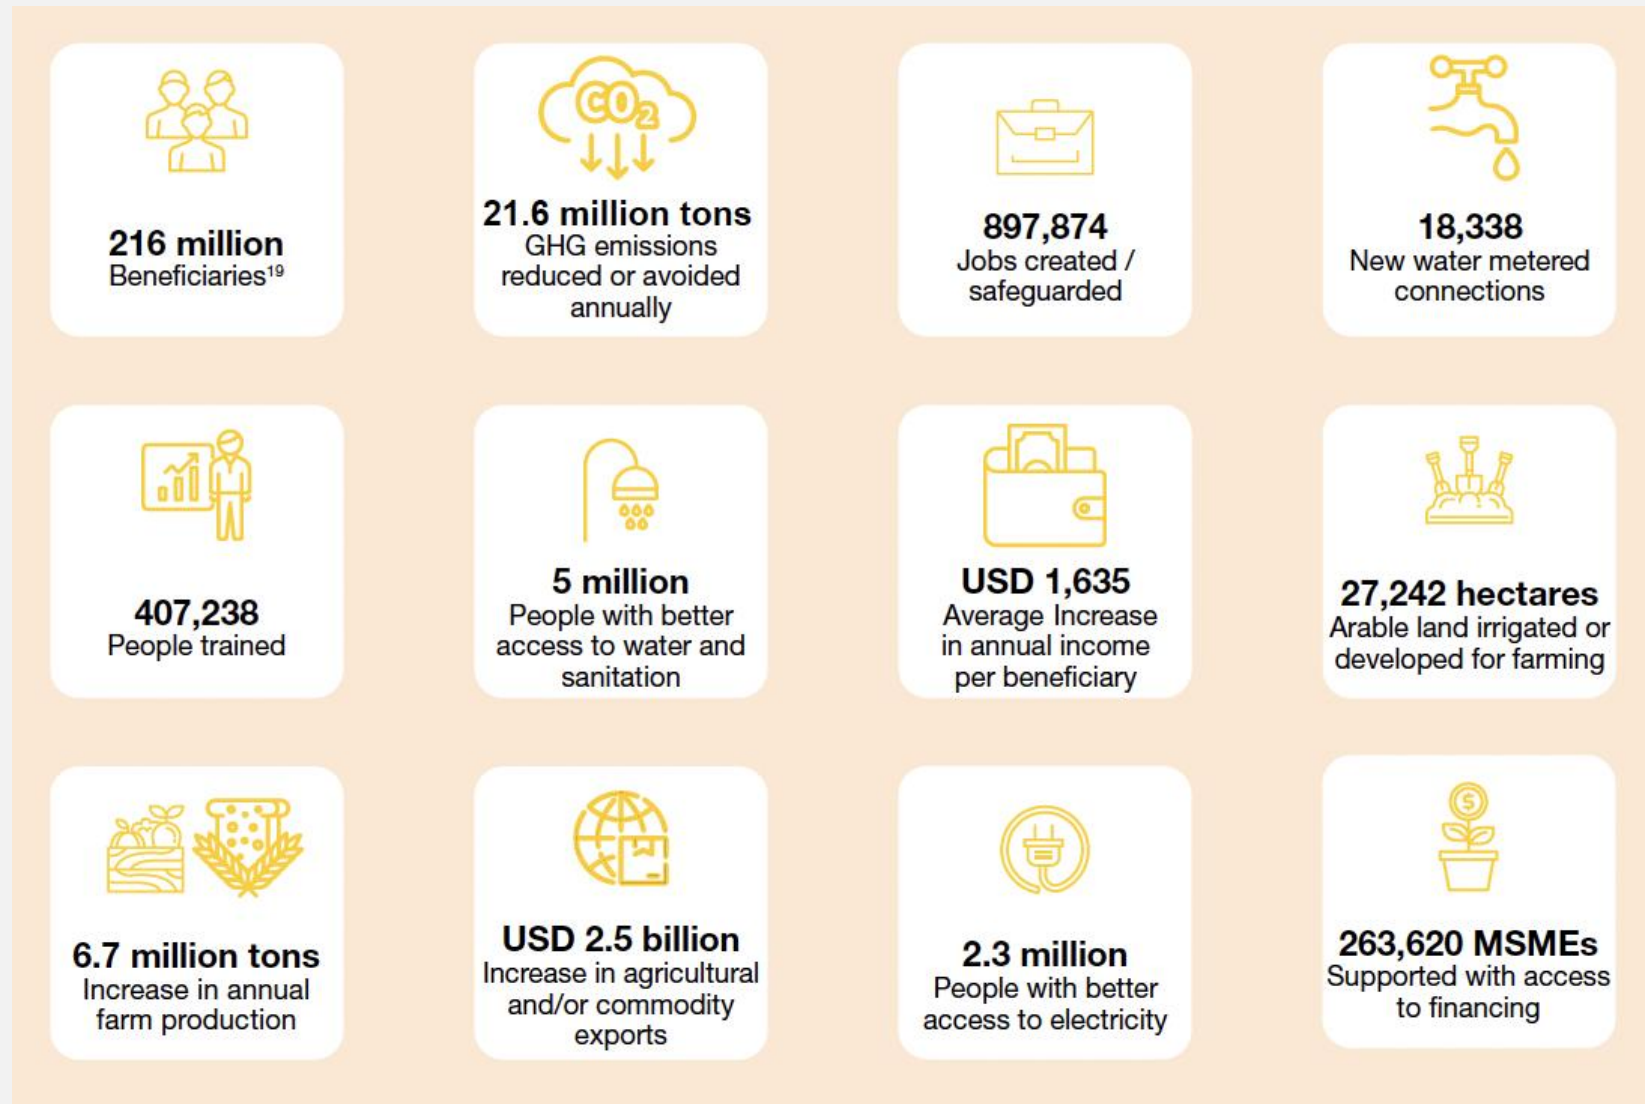 CO2
216 million
Beneficiaries19
21.6 million tons
GHG emissions
reduced or avoided
annually
897,874
Jobs created /
safeguarded
18,338
New water metered
connections
407,238
People trained
5 million
People with better
access to water and
sanitation
USD 1,635
Average Increase
in annual income
per beneficiary
27,242 hectares
Arable land irrigated or
developed for farming
$
6.7 million tons
Increase in annual
farm production
USD 2.5 billion
Increase in agricultural
and/or commodity
exports
2.3 million
People with better
access to electricity
263,620 MSMEs
Supported with access
to financing